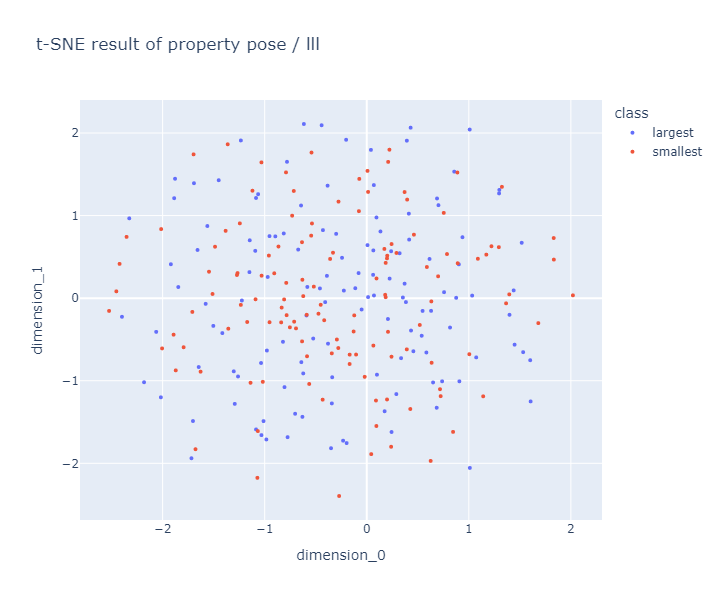 t-SNE result of property pose / lll
class
largest
smallest
dimension_1
2
1
0
−1
−2
−2
−1
0
1
2
dimension_0